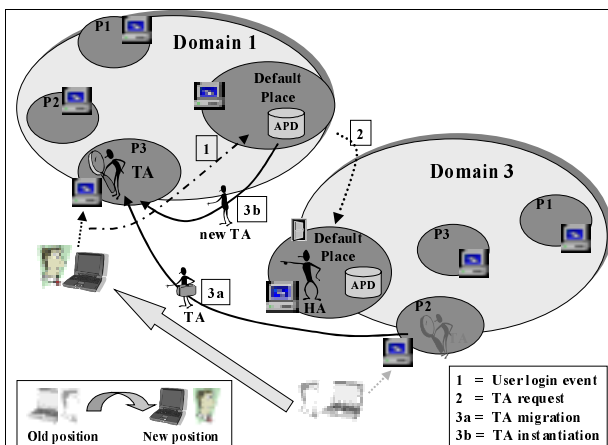 P1
Domain 1
P2
Default
Place
APD
P3
TA
1
2
3b
new TA
Domain 3
P1
P3
Default
Place
APD
HA
P2
TA
3a
TA
Old position
New position
1 = User login event
2 = TA request
3a = TA migration
3b = TA instantiation